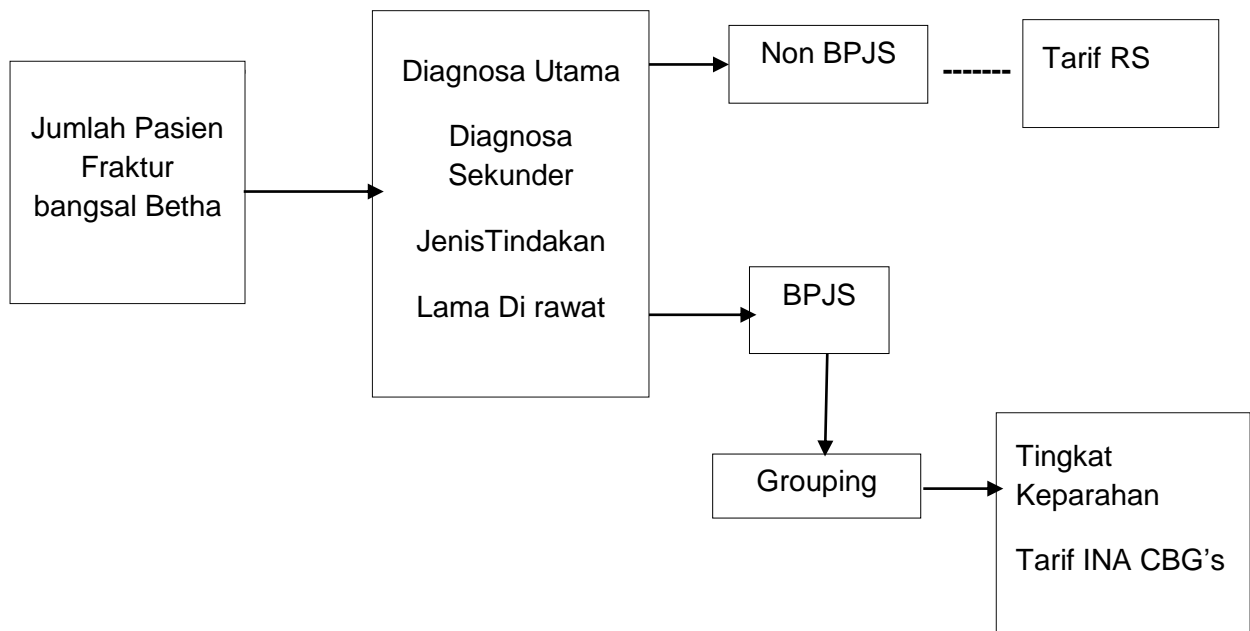 Jumlah Pasien
Fraktur
bangsal Betha
Diagnosa Utama
Diagnosa
Sekunder
JenisTindakan
Lama Di rawat
Non BPJS
Tarif RS
BPJS
Grouping
Tingkat
Keparahan
Tarif INA CBG’s